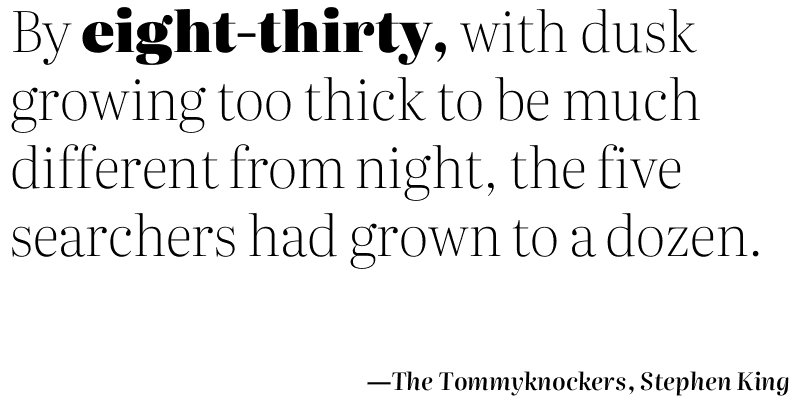 By eight-thirty, with dusk
growing too thick to be much
different from night, the five
searchers had grown to a dozen.
—The Tommyknockers, Stephen King